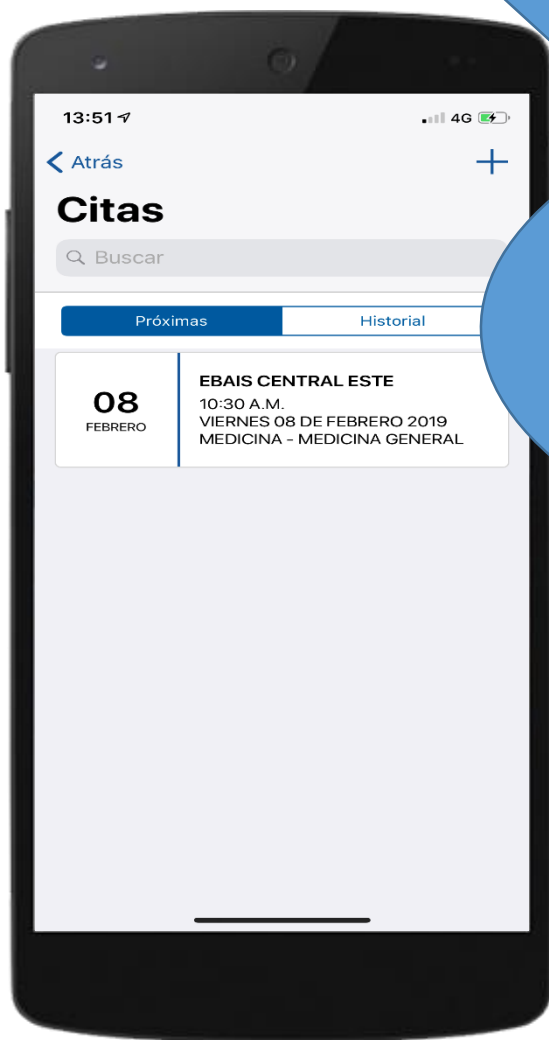 13:51
4G
Atrás
Citas
Buscar
Próximas
Historial
08
FEBRERO
EBAIS CENTRAL ESTE
10:30 A.M.
VIERNES 08 DE FEBRERO 2019
MEDICINA - MEDICINA GENERAL